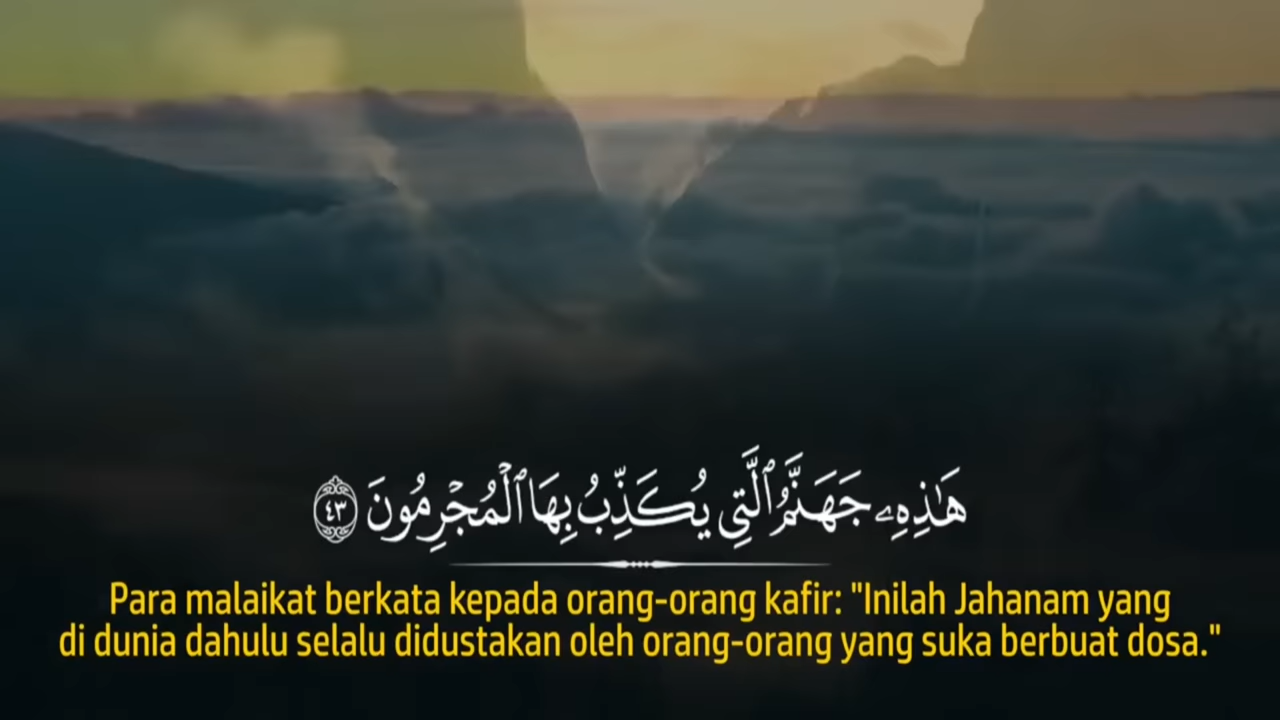 هَـٰذِهِۦ جَهَنَّمُ ٱلَّتِي يُكَذِّبُ بِهَا ٱلْمُجْرِمُونَ ٤٣
Para malaikat berkata kepada orang-orang kafir: "Inilah Jahanam yang
di dunia dahulu selalu didustakan oleh orang-orang yang suka berbuat dosa."